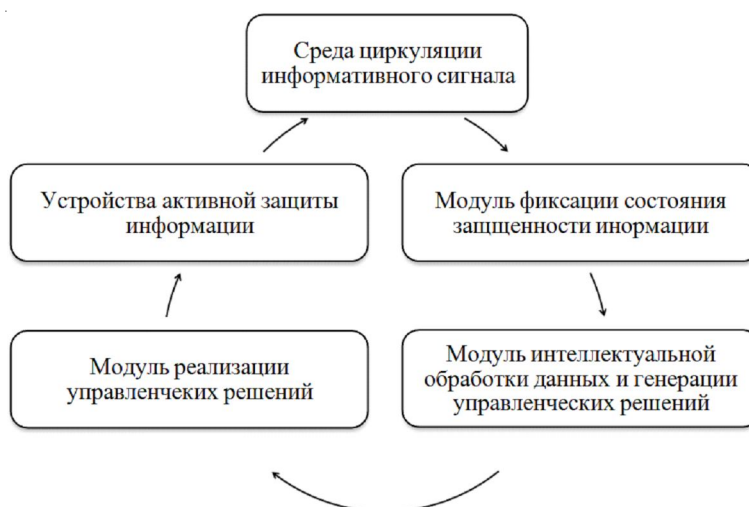 Среда циркуляции
информативного сигнала
Устройства активной защиты
информации
Модуль фиксации состояния
защщенности инормации
Модуль реализации
управленчеких решений
Модуль интеллектуальной
обработки данных и генерации
управленческих решений